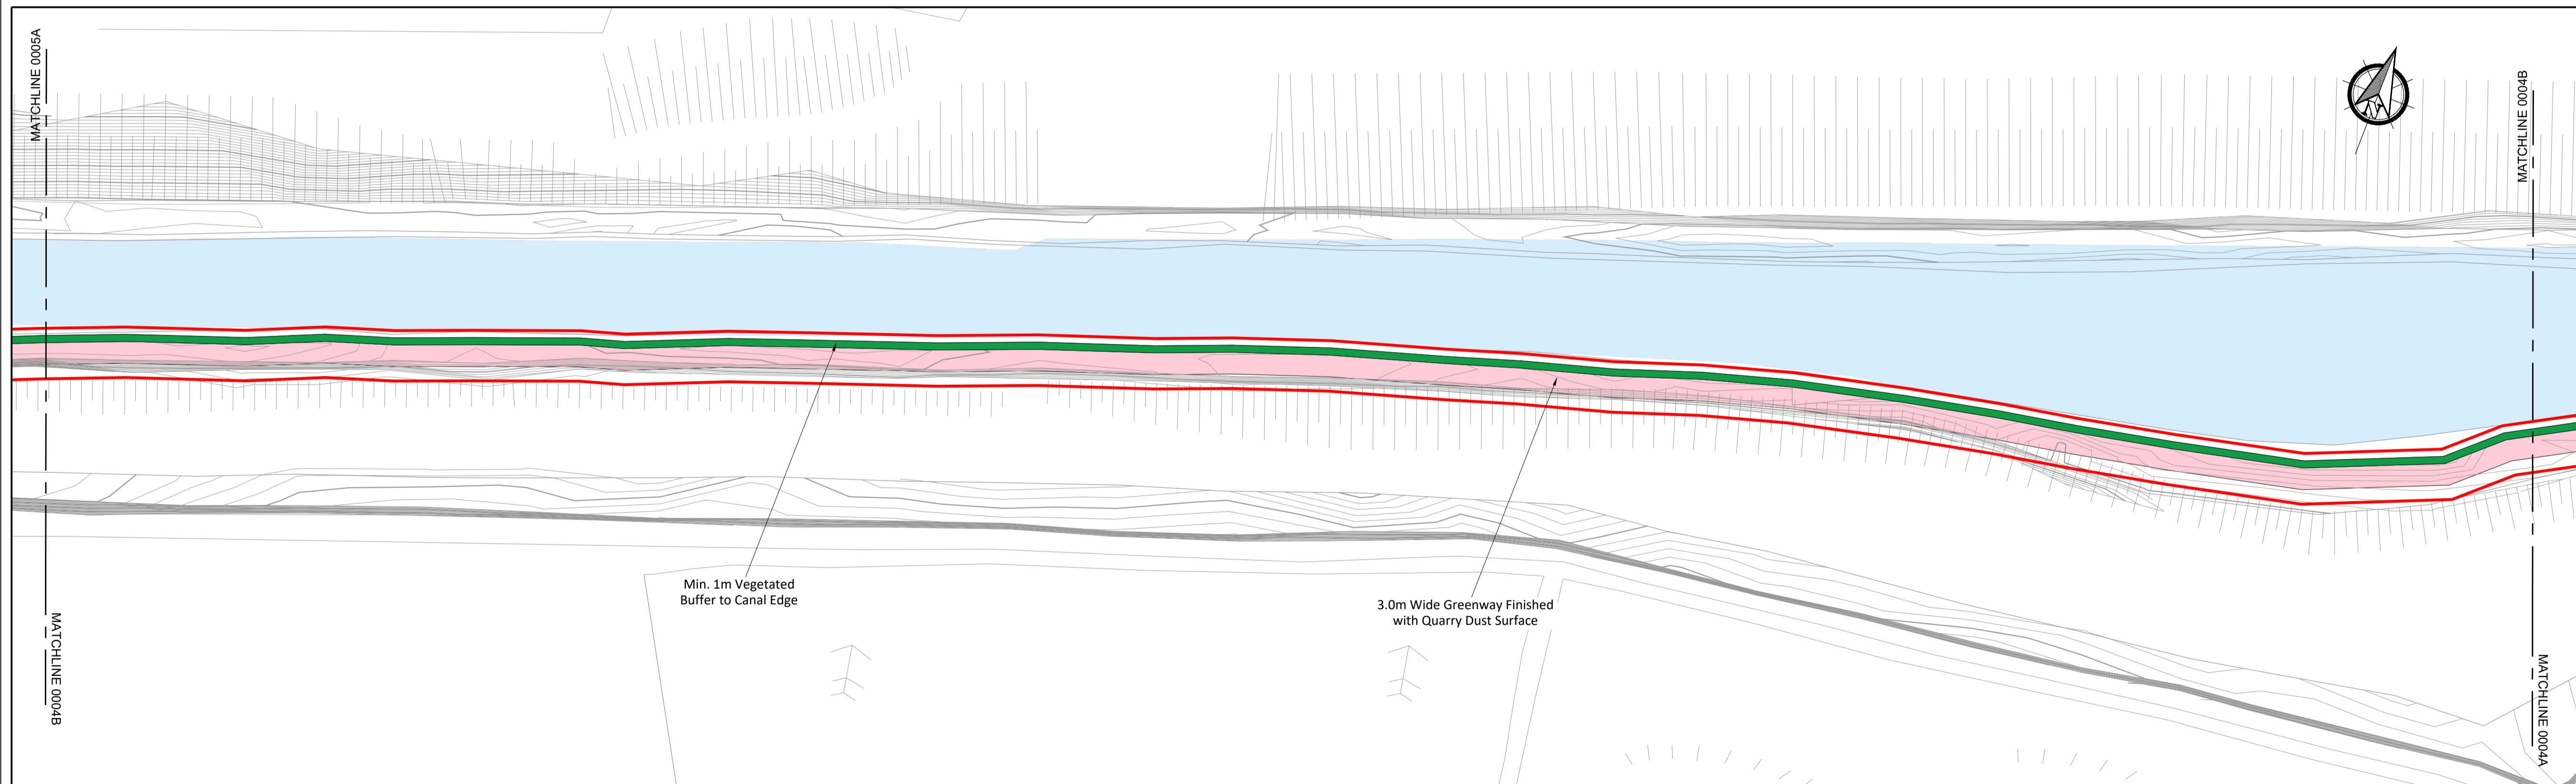 MATCHLINE 0005A
MATCHLINE 0004B
MATCHLINE 0004B
MATCHLINE 0004A
N
Min. 1m Vegetated
Buffer to Canal Edge
3.0m Wide Greenway Finished
with Quarry Dust Surface